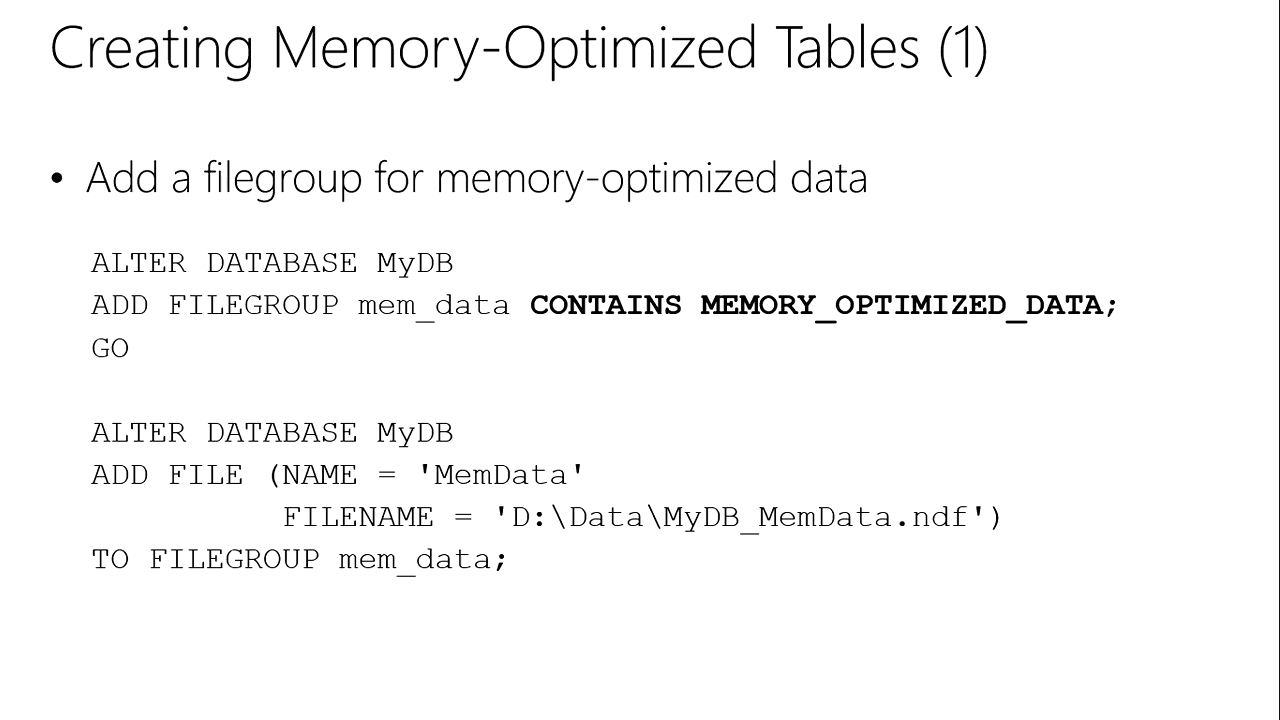 Creating Memory-Optimized Tables (1)
• Add a filegroup for memory-optimized data
ALTER DATABASE MyDB
ADD FILEGROUP mem_data CONTAINS MEMORY_OPTIMIZED_DATA;
GO
ALTER DATABASE MyDB
ADD FILE (NAME = 'MemData'
FILENAME = 'D:\Data\MyDB_MemData.ndf')
TO FILEGROUP mem_data;